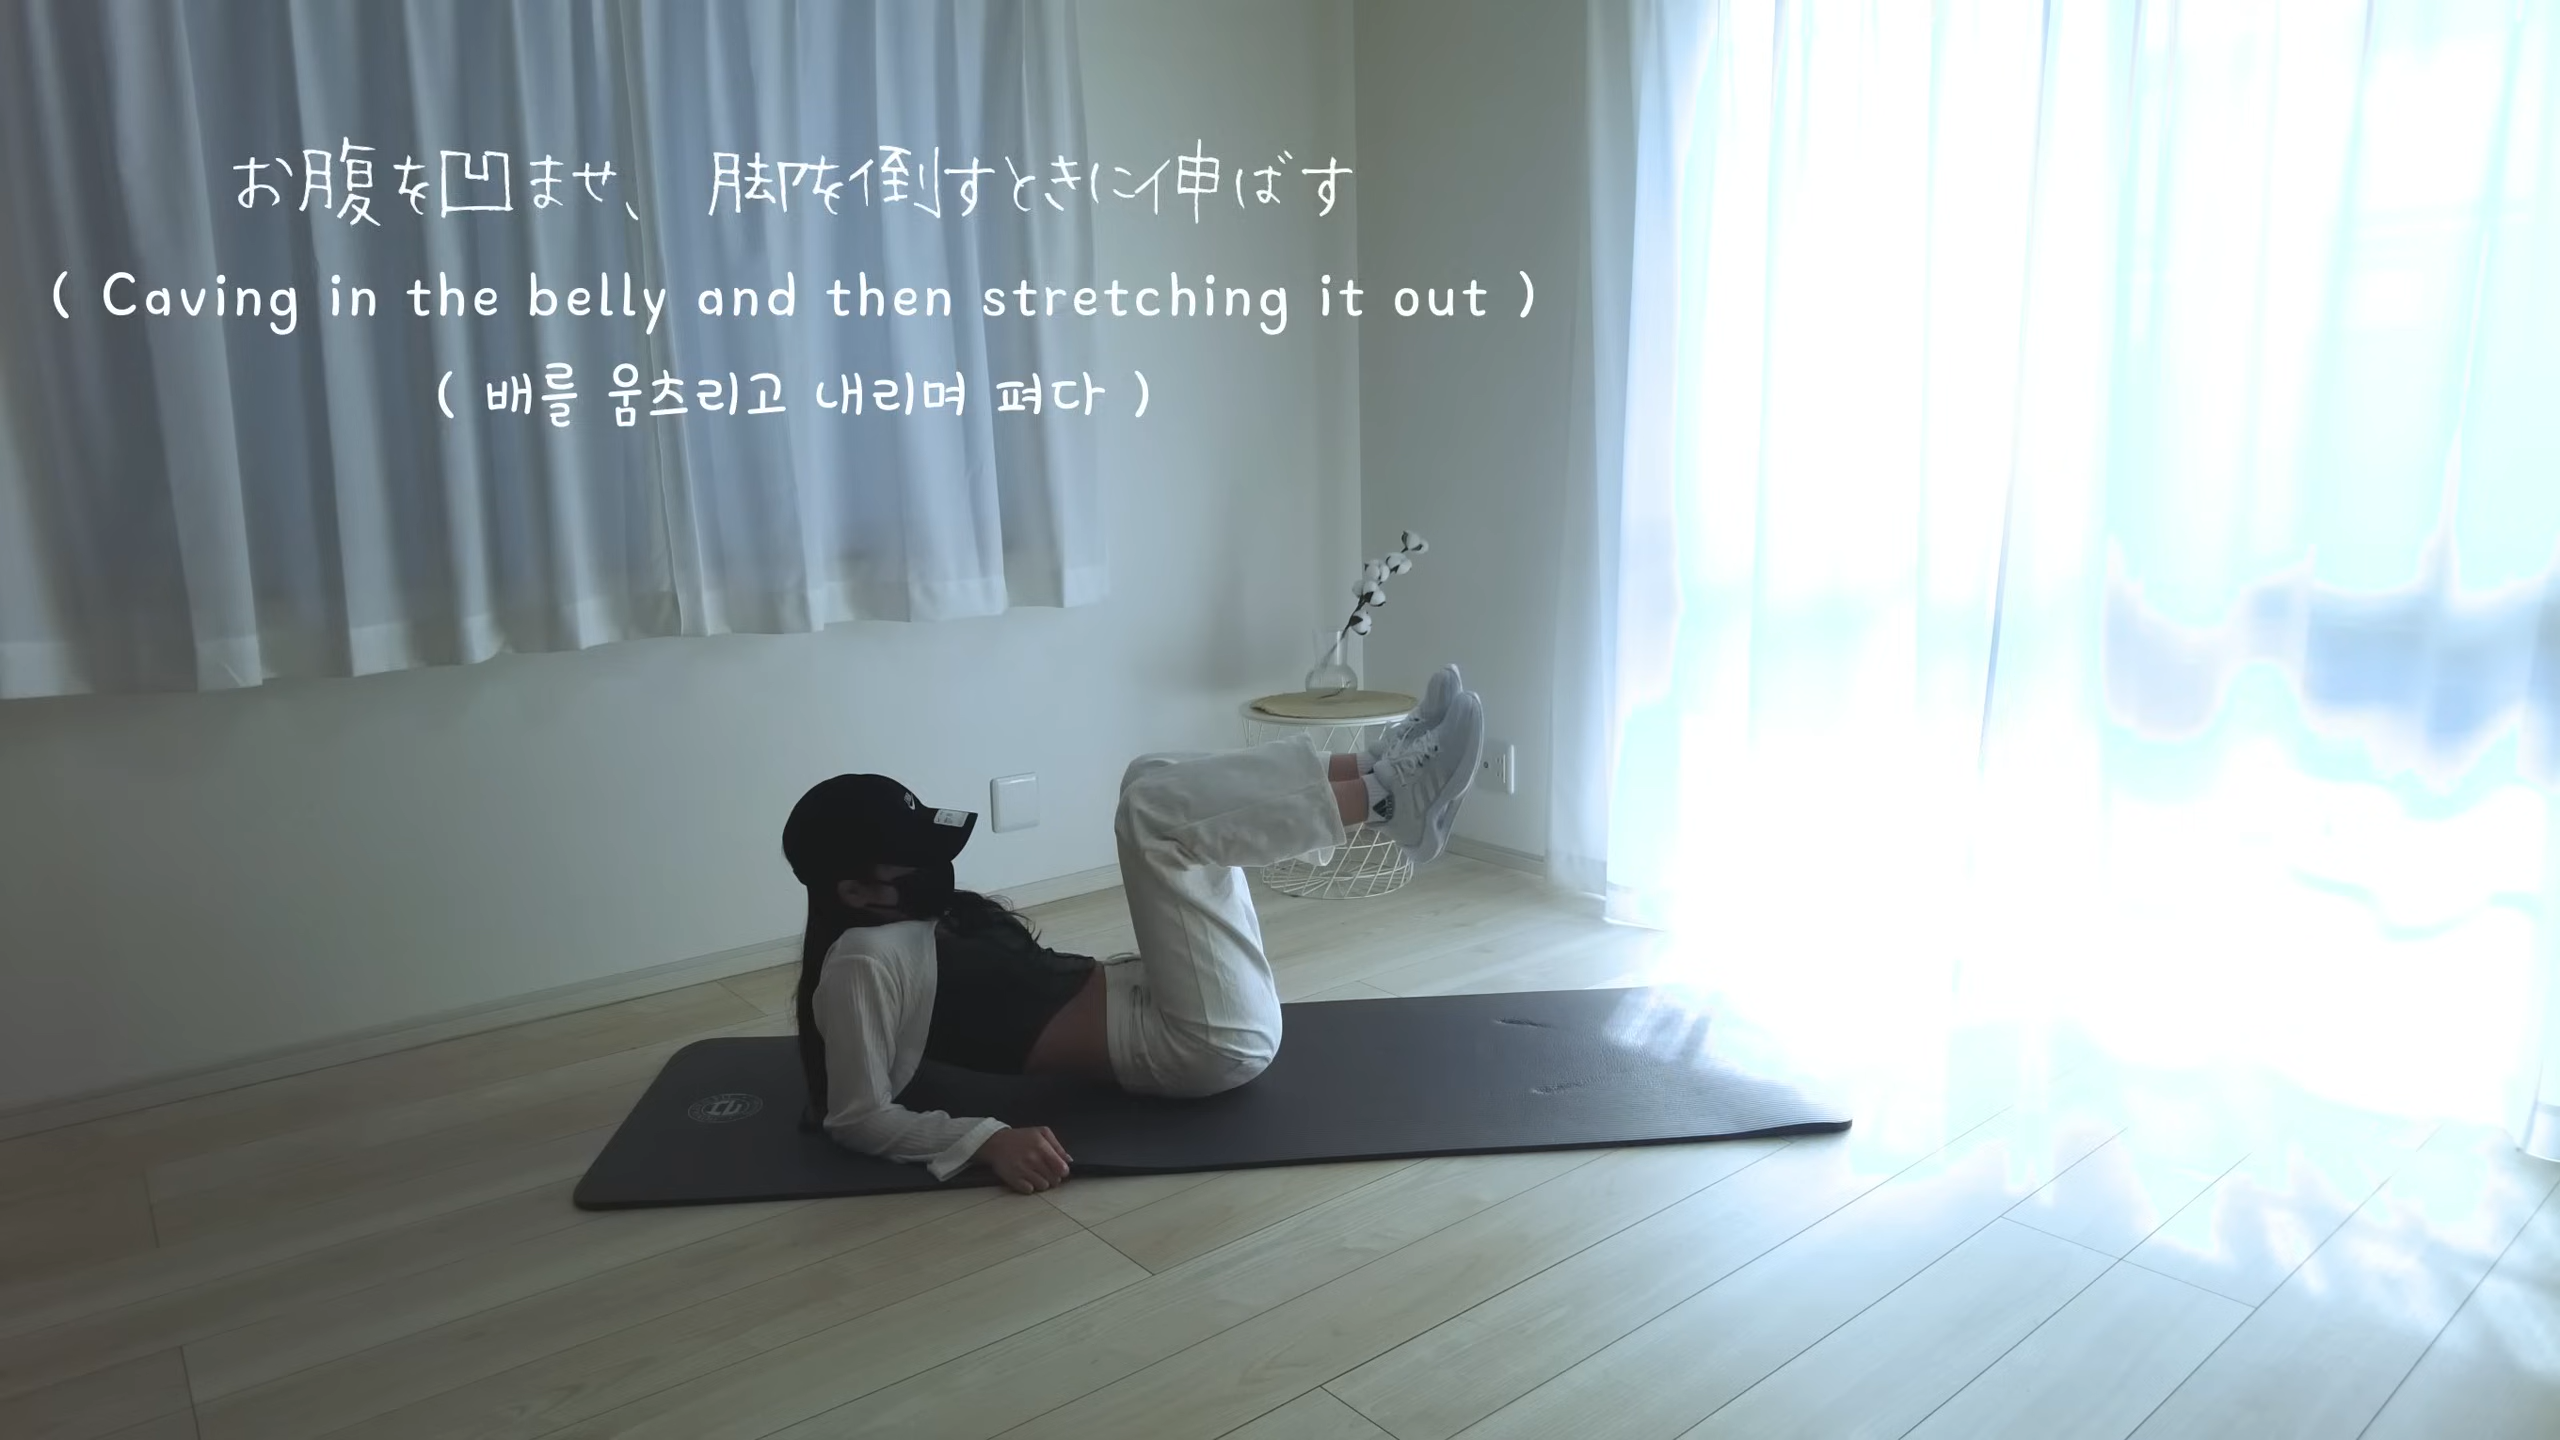 お腹を凹ませ、 脚を倒すときに伸ばす
( Caving in the belly and then stretching it out )
( 배를 움츠리고 내리며 펴다 )